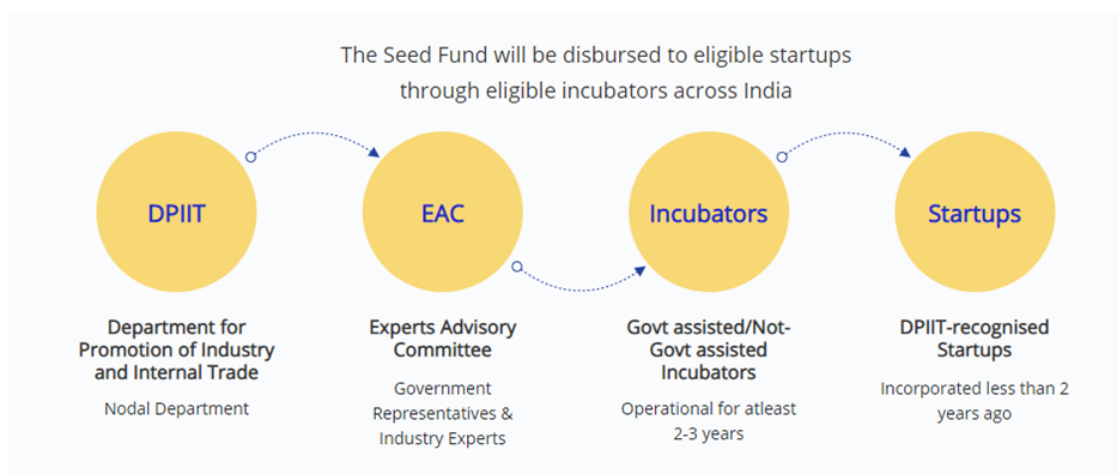 The Seed Fund will be disbursed to eligible startups
through eligible incubators across India
DPIIT
EAC
Incubators
Startups
Department for
Promotion of Industry
and Internal Trade
Nodal Department
Experts Advisory
Committee
Government
Representatives &
Industry Experts
Govt assisted/Not-
Govt assisted
Incubators
Operational for atleast
2-3 years
DPIIT-recognised
Startups
Incorporated less than 2
years ago